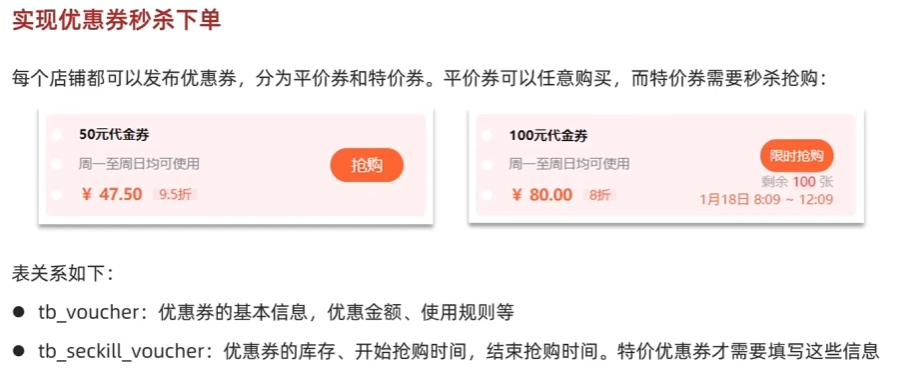 实现优惠券秒杀下单
每个店铺都可以发布优惠券，分为平价券和特价券。平价券可以任意购买，而特价券需要秒杀抢购：
50元代金券
周一至周日均可使用
¥ 47.50 9.5折
抢购
100元代金券
周一至周日均可使用
¥ 80.00 8折
限时抢购
剩余 100 张
1月18日 8:09 ~ 12:09
表关系如下：
● tb_voucher：优惠券的基本信息，优惠金额、使用规则等
● tb_seckill_voucher：优惠券的库存、开始抢购时间，结束抢购时间。特价优惠券才需要填写这些信息